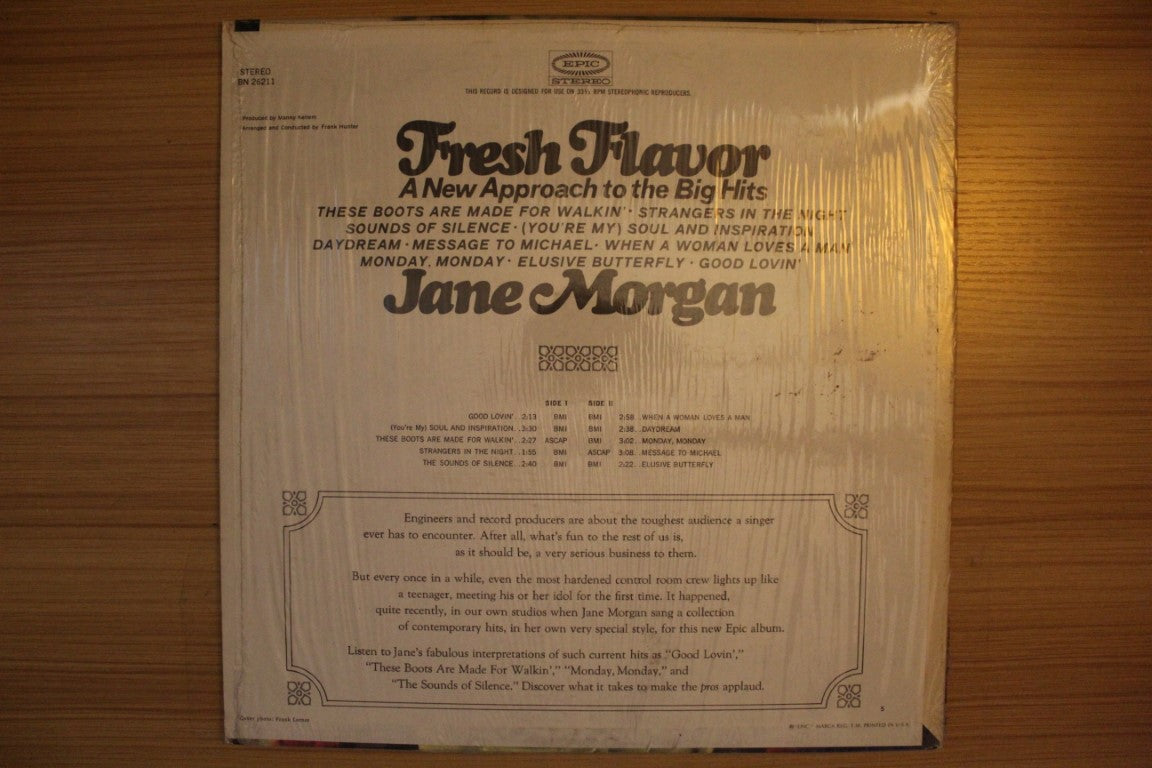 EPIC
STEREO
STEREO
BN 26211
THIS RECORD IS DESIGNED FOR USE ON 33⅓ RPM STEREOPHONIC REPRODUCERS.
Produced by Manny Kellem
Arranged and Conducted by Frank Hunter
Fresh Flavor
A New Approach to the Big Hits
THESE BOOTS ARE MADE FOR WALKIN' · STRANGERS IN THE NIGHT
SOUNDS OF SILENCE · (YOU'RE MY) SOUL AND INSPIRATION
DAYDREAM · MESSAGE TO MICHAEL · WHEN A WOMAN LOVES A MAN
MONDAY, MONDAY · ELUSIVE BUTTERFLY · GOOD LOVIN'
Jane Morgan
SIDE I SIDE II
GOOD LOVIN'. .2:13 BMI BMI 2:58. .WHEN A WOMAN LOVES A MAN
(You're My) SOUL AND INSPIRATION. .3:30 BMI BMI 2:38. .DAYDREAM
THESE BOOTS ARE MADE FOR WALKIN'. .2:27 ASCAP BMI 3:02. .MONDAY, MONDAY
STRANGERS IN THE NIGHT. .1:55 BMI ASCAP 3:08. .MESSAGE TO MICHAEL
THE SOUNDS OF SILENCE. .2:40 BMI BMI 2:22. .ELUSIVE BUTTERFLY
Engineers and record producers are about the toughest audience a singer
ever has to encounter. After all, what's fun to the rest of us is,
as it should be, a very serious business to them.
But every once in a while, even the most hardened control room crew lights up like
a teenager, meeting his or her idol for the first time. It happened,
quite recently, in our own studios when Jane Morgan sang a collection
of contemporary hits, in her own very special style, for this new Epic album.
Listen to Jane's fabulous interpretations of such current hits as "Good Lovin',"
"These Boots Are Made For Walkin'," "Monday, Monday," and
"The Sounds of Silence." Discover what it takes to make the pros applaud.
5
Cover photo: Frank
® "EPIC" MARCA REG. T.M. PRINTED IN U.S.A.